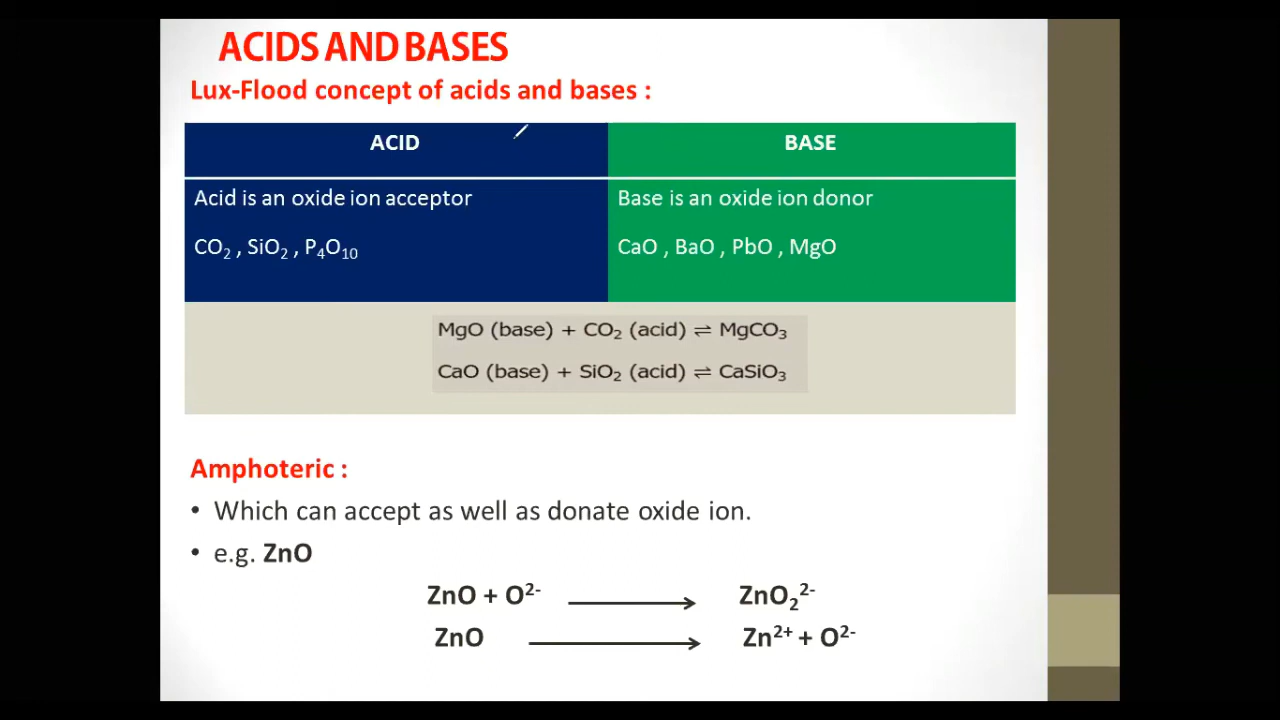 ACIDS AND BASES
Lux-Flood concept of acids and bases :
ACID
BASE
Acid is an oxide ion acceptor
Base is an oxide ion donor
CO₂ , SiO₂ , P₄O₁₀
CaO , BaO , PbO , MgO
MgO (base) + CO₂ (acid) ⇌ MgCO₃
CaO (base) + SiO₂ (acid) ⇌ CaSiO₃
Amphoteric :
• Which can accept as well as donate oxide ion.
• e.g. ZnO
ZnO + O²⁻ ⟶ ZnO₂²⁻
ZnO ⟶ Zn²⁺ + O²⁻